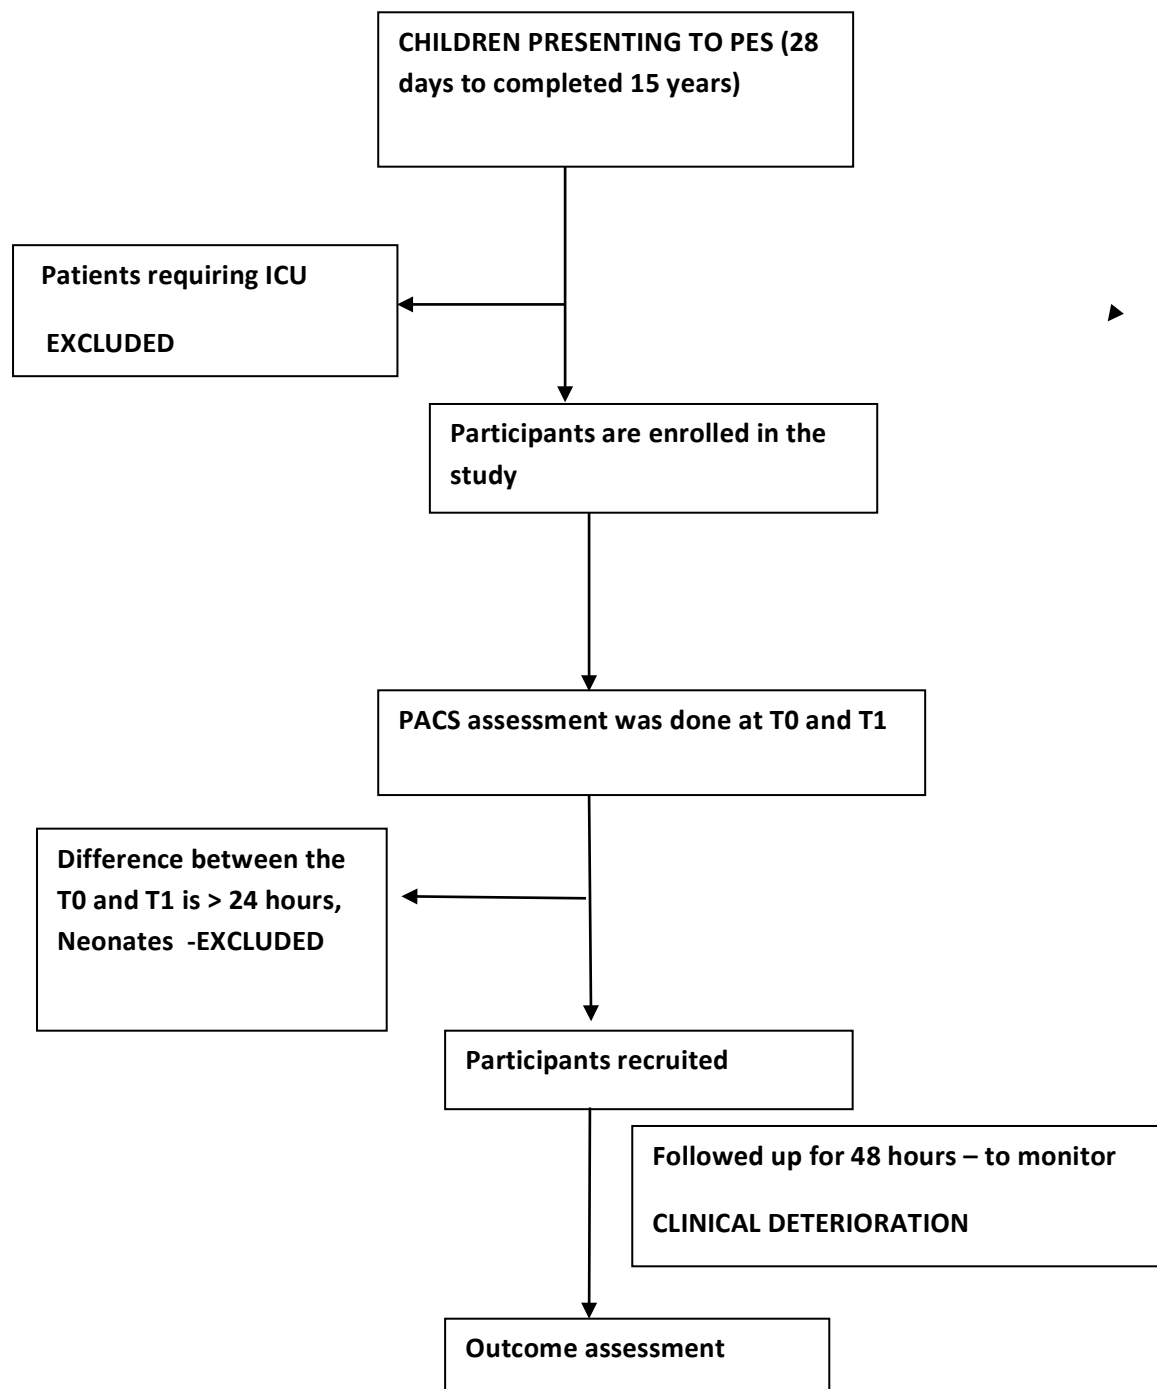 CHILDREN PRESENTING TO PES (28
days to completed 15 years)
Patients requiring ICU
EXCLUDED
Participants are enrolled in the
study
PACS assessment was done at T0 and T1
Difference between the
T0 and T1 is > 24 hours,
Neonates -EXCLUDED
Participants recruited
Followed up for 48 hours – to monitor
CLINICAL DETERIORATION
Outcome assessment